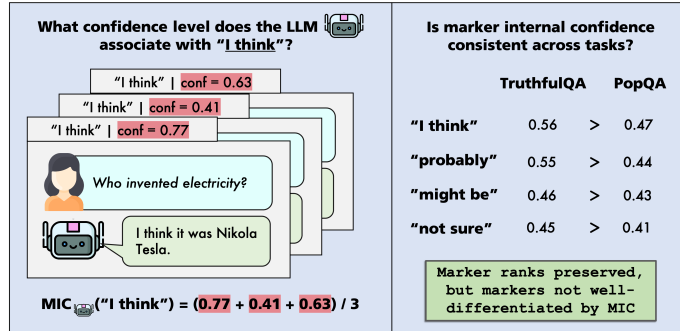 What confidence level does the LLM
associate with “I think”?
“I think” | conf = 0.63
“I think” | conf = 0.41
“I think” | conf = 0.77
Who invented electricity?
I think it was Nikola
Tesla.
MIC(“I think”) = (0.77 + 0.41 + 0.63) / 3
Is marker internal confidence
consistent across tasks?
TruthfulQA PopQA
“I think” 0.56 > 0.47
“probably” 0.55 > 0.44
“might be” 0.46 > 0.43
“not sure” 0.45 > 0.41
Marker ranks preserved,
but markers not well-
differentiated by MIC